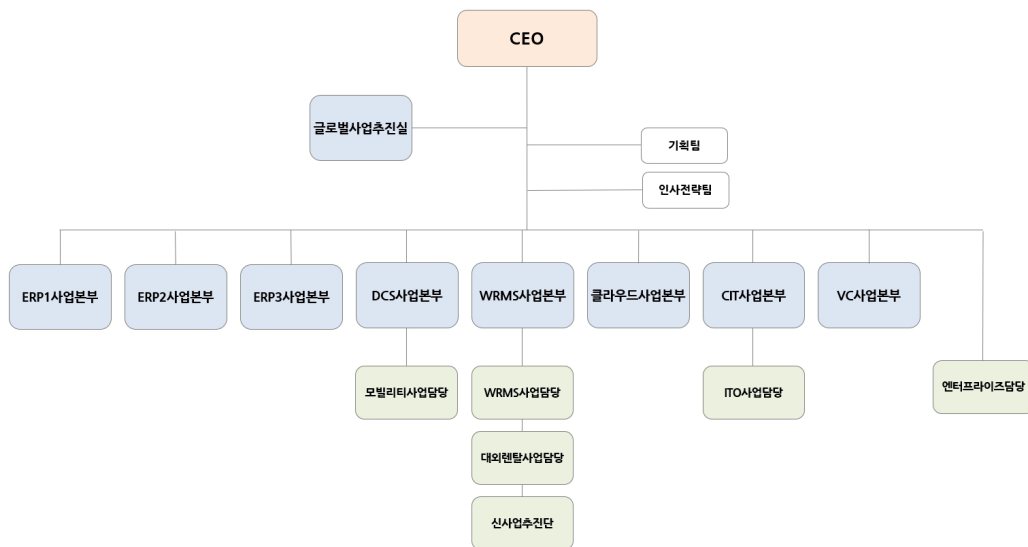 CEO
글로벌사업추진실
기획팀
인사전략팀
ERP1사업본부
ERP2사업본부
ERP3사업본부
DCS사업본부
WRMS사업본부
클라우드사업본부
CIT사업본부
VC사업본부
모빌리티사업담당
WRMS사업담당
ITO사업담당
엔터프라이즈담당
대외렌탈사업담당
신사업추진단